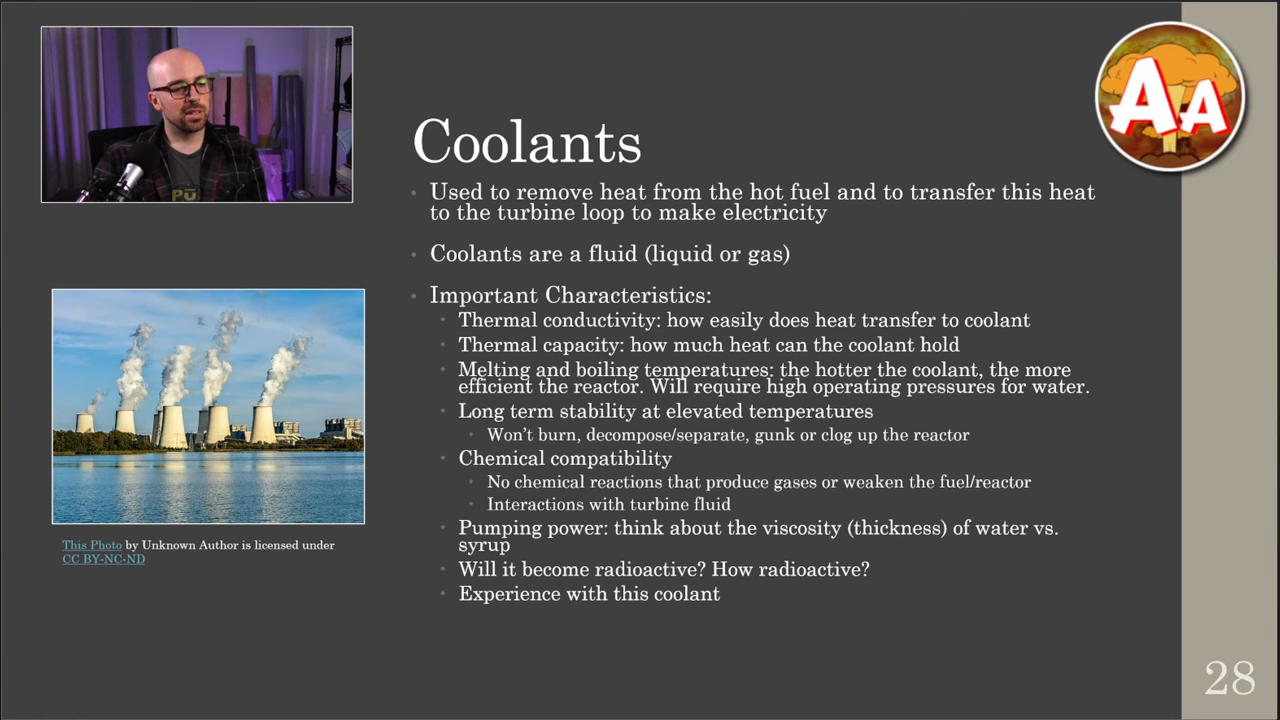 AA
Coolants
Used to remove heat from the hot fuel and to transfer this heat
to the turbine loop to make electricity
Coolants are a fluid (liquid or gas)
Important Characteristics:
Thermal conductivity: how easily does heat transfer to coolant
Thermal capacity: how much heat can the coolant hold
Melting and boiling temperatures: the hotter the coolant, the more
efficient the reactor. Will require high operating pressures for water.
Long term stability at elevated temperatures
Won't burn, decompose/separate, gunk or clog up the reactor
Chemical compatibility
No chemical reactions that produce gases or weaken the fuel/reactor
Interactions with turbine fluid
Pumping power: think about the viscosity (thickness) of water vs.
syrup
Will it become radioactive? How radioactive?
Experience with this coolant
This Photo by Unknown Author is licensed under
CC BY-NC-ND
28